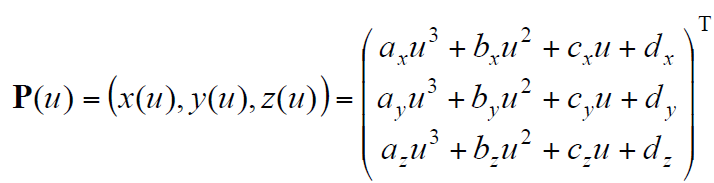 P(u) = (x(u), y(u), z(u)) = ( a_x u^3 + b_x u^2 + c_x u + d_x
a_y u^3 + b_y u^2 + c_y u + d_y
a_z u^3 + b_z u^2 + c_z u + d_z )^T